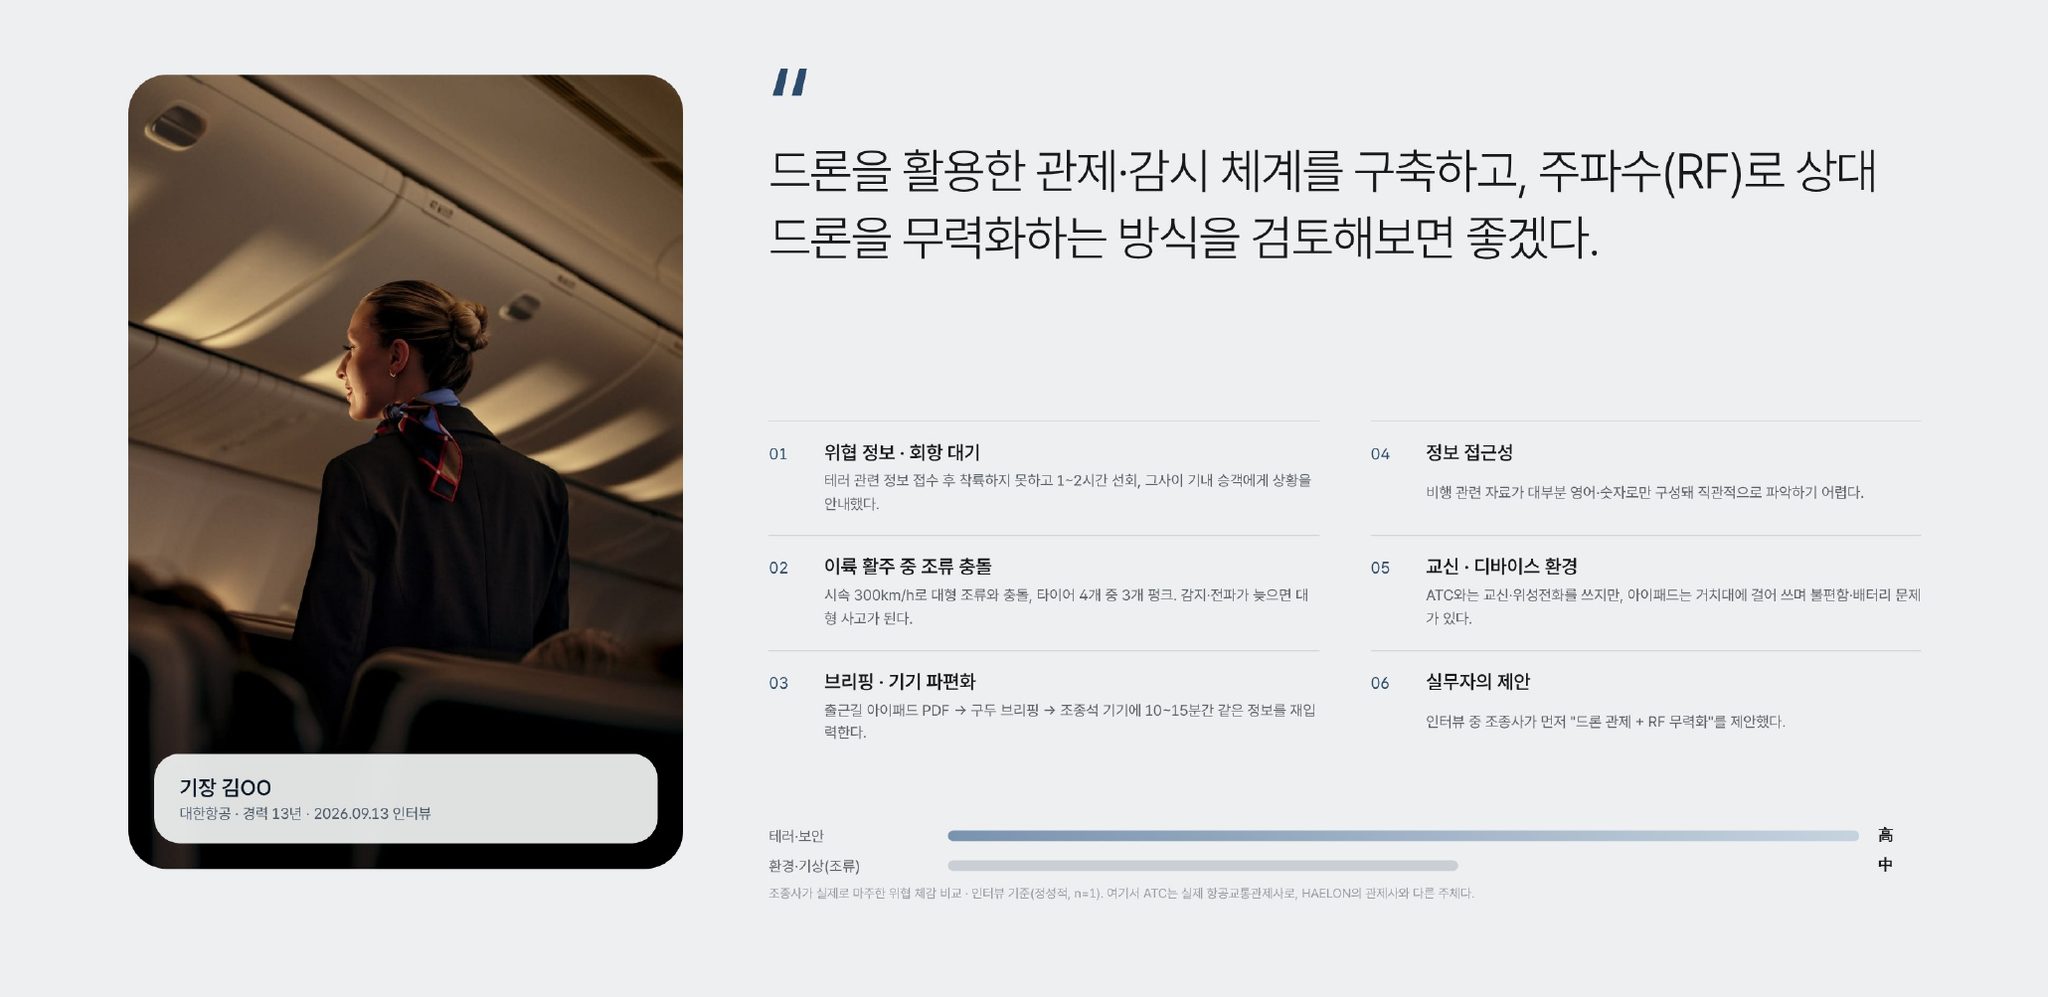 "
드론을 활용한 관제·감시 체계를 구축하고, 주파수(RF)로 상대
드론을 무력화하는 방식을 검토해보면 좋겠다.
01 위협 정보 · 회항 대기
테러 관련 정보 접수 후 착륙하지 못하고 1~2시간 선회, 그사이 기내 승객에게 상황을
안내했다.
02 이륙 활주 중 조류 충돌
시속 300km/h로 대형 조류와 충돌, 타이어 4개 중 3개 펑크. 감지·전파가 늦으면 대
형 사고가 된다.
03 브리핑 · 기기 파편화
출근길 아이패드 PDF → 구두 브리핑 → 조종석 기기에 10~15분간 같은 정보를 재입
력한다.
04 정보 접근성
비행 관련 자료가 대부분 영어·숫자로만 구성돼 직관적으로 파악하기 어렵다.
05 교신 · 디바이스 환경
ATC와는 교신·위성전화를 쓰지만, 아이패드는 거치대에 걸어 쓰며 불편함·배터리 문제
가 있다.
06 실무자의 제안
인터뷰 중 조종사가 먼저 "드론 관제 + RF 무력화"를 제안했다.
기장 김OO
대한항공 · 경력 13년 · 2026.09.13 인터뷰
테러·보안 高
환경·기상(조류) 中
조종사가 실제로 마주한 위협 체감 비교 · 인터뷰 기준(정성적, n=1). 여기서 ATC는 실제 항공교통관제사로, HAELON의 관제사와 다른 주체다.